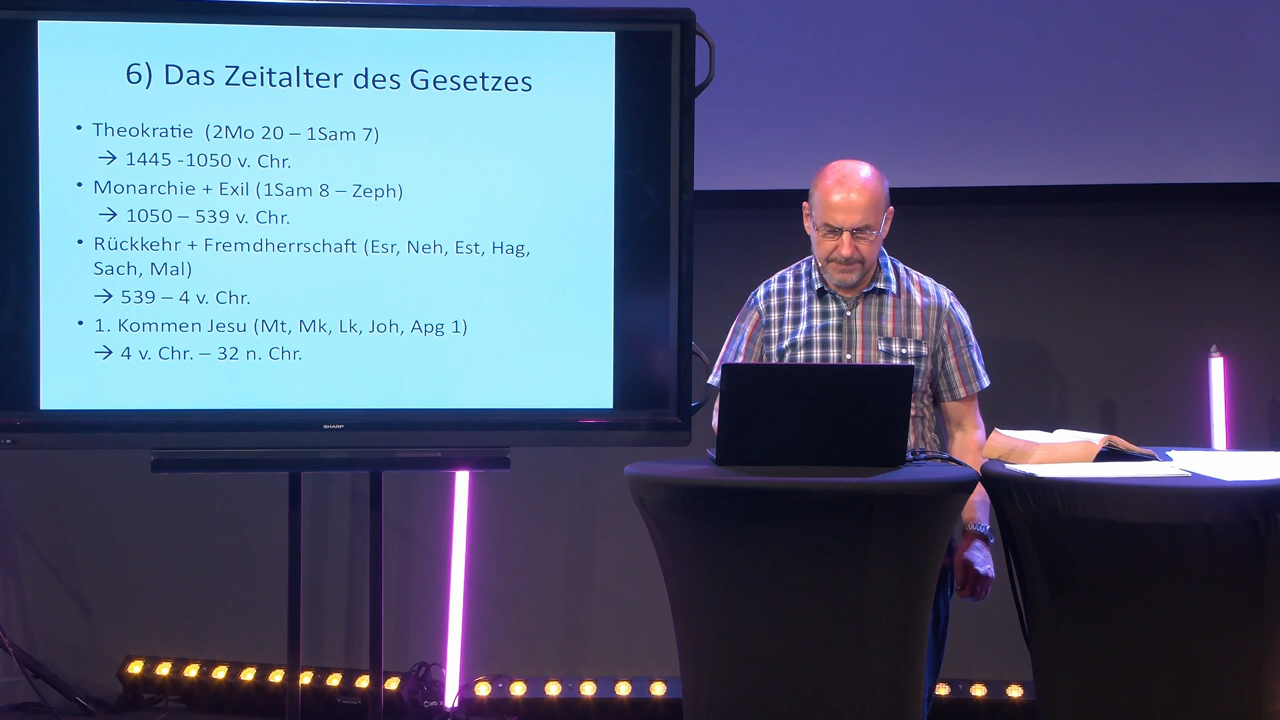 6) Das Zeitalter des Gesetzes
• Theokratie (2Mo 20 – 1Sam 7)
→ 1445 -1050 v. Chr.
• Monarchie + Exil (1Sam 8 – Zeph)
→ 1050 – 539 v. Chr.
• Rückkehr + Fremdherrschaft (Esr, Neh, Est, Hag,
Sach, Mal)
→ 539 – 4 v. Chr.
• 1. Kommen Jesu (Mt, Mk, Lk, Joh, Apg 1)
→ 4 v. Chr. – 32 n. Chr.
SHARP